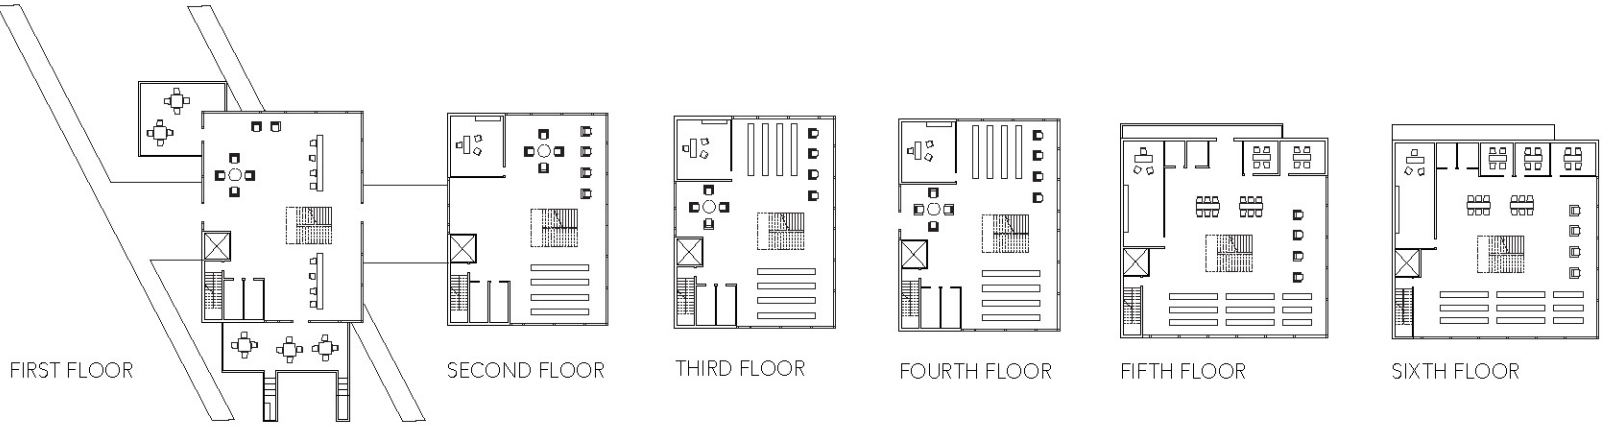 FIRST FLOOR
SECOND FLOOR
THIRD FLOOR
FOURTH FLOOR
FIFTH FLOOR
SIXTH FLOOR